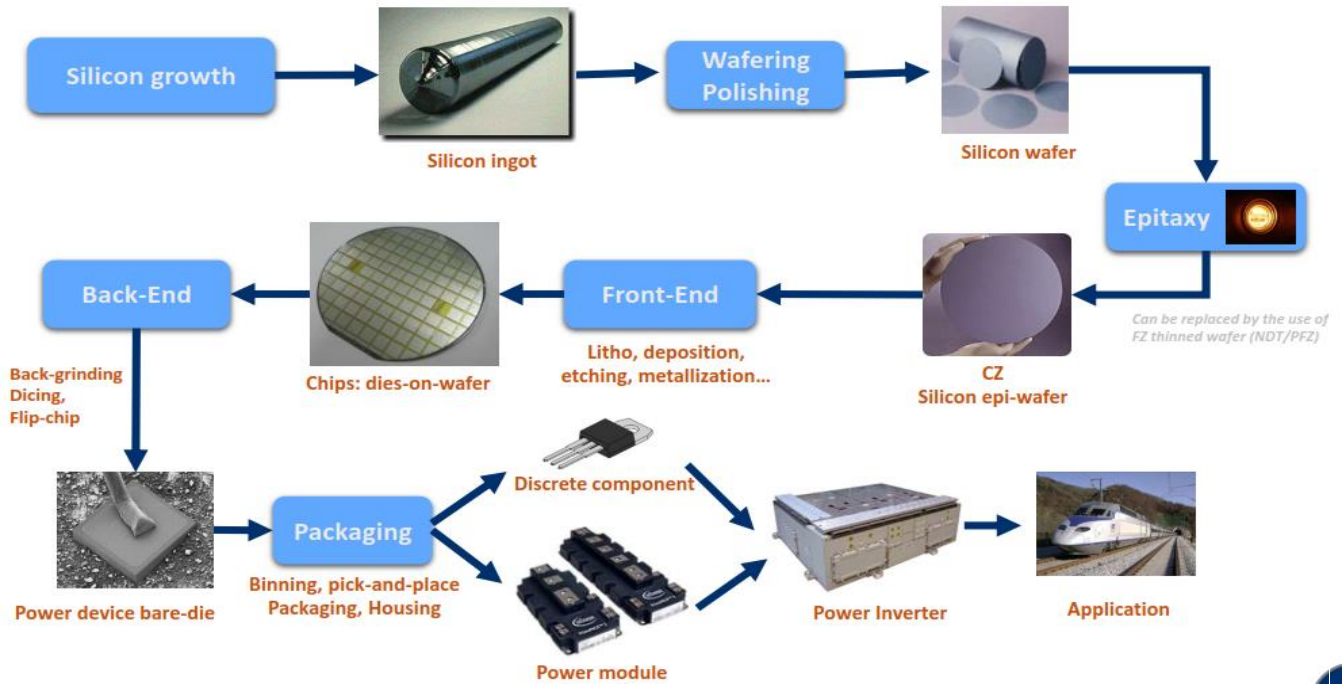 Silicon growth
Silicon ingot
Wafering
Polishing
Silicon wafer
Epitaxy
Can be replaced by the use of
FZ thinned wafer (NDT/PFZ)
CZ
Silicon epi-wafer
Front-End
Litho, deposition,
etching, metallization...
Chips: dies-on-wafer
Back-End
Back-grinding
Dicing,
Flip-chip
Power device bare-die
Packaging
Binning, pick-and-place
Packaging, Housing
Discrete component
Power module
Power Inverter
Application